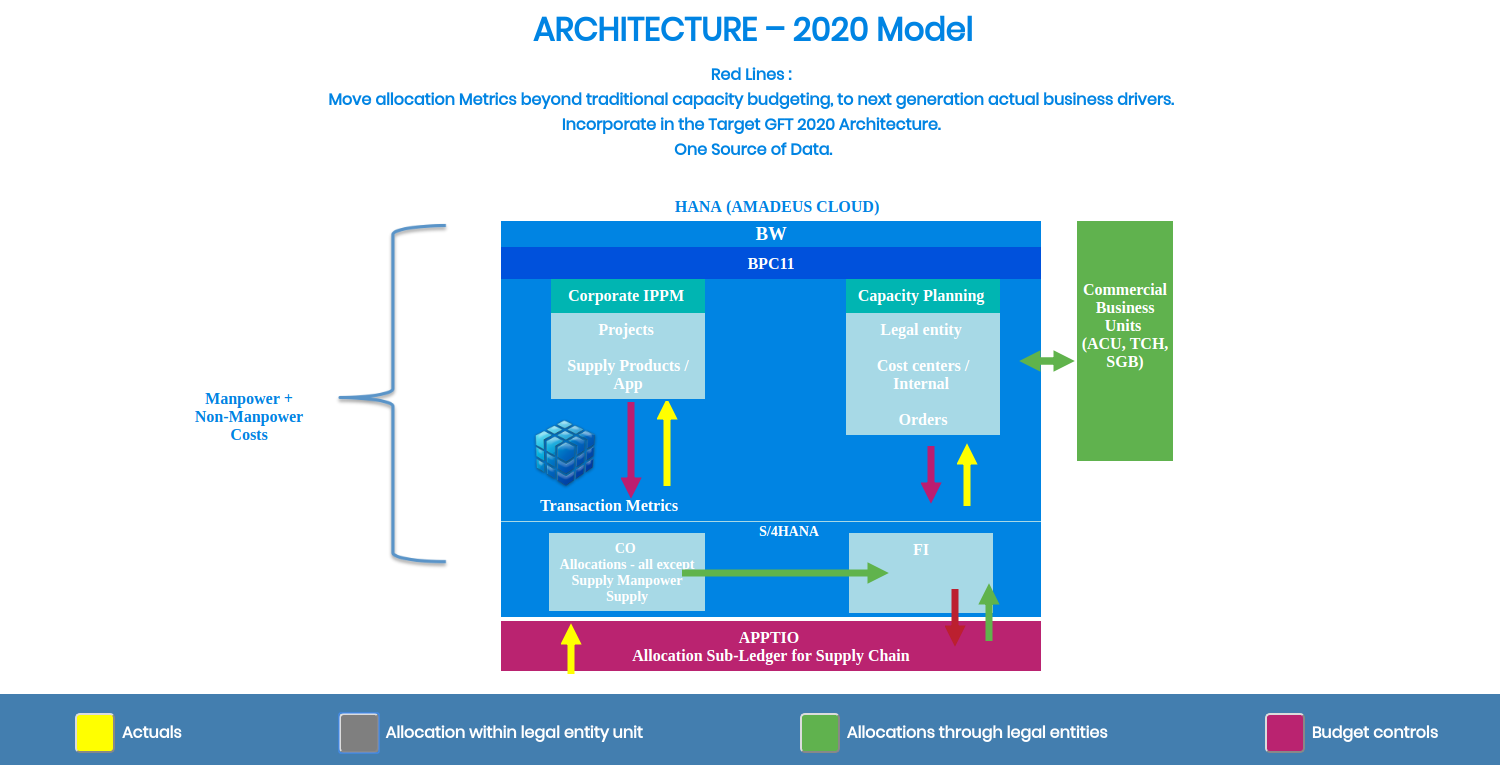 ARCHITECTURE – 2020 Model
Red Lines :
Move allocation Metrics beyond traditional capacity budgeting, to next generation actual business drivers.
Incorporate in the Target GFT 2020 Architecture.
One Source of Data.
HANA (AMADEUS CLOUD)
BW
BPC11
Corporate IPPM
Projects
Supply Products /
App
Capacity Planning
Legal entity
Cost centers /
Internal
Orders
Commercial
Business
Units
(ACU, TCH,
SGB)
Manpower +
Non-Manpower
Costs
Transaction Metrics
S/4HANA
CO
Allocations - all except
Supply Manpower
Supply
FI
APPTIO
Allocation Sub-Ledger for Supply Chain
Actuals
Allocation within legal entity unit
Allocations through legal entities
Budget controls